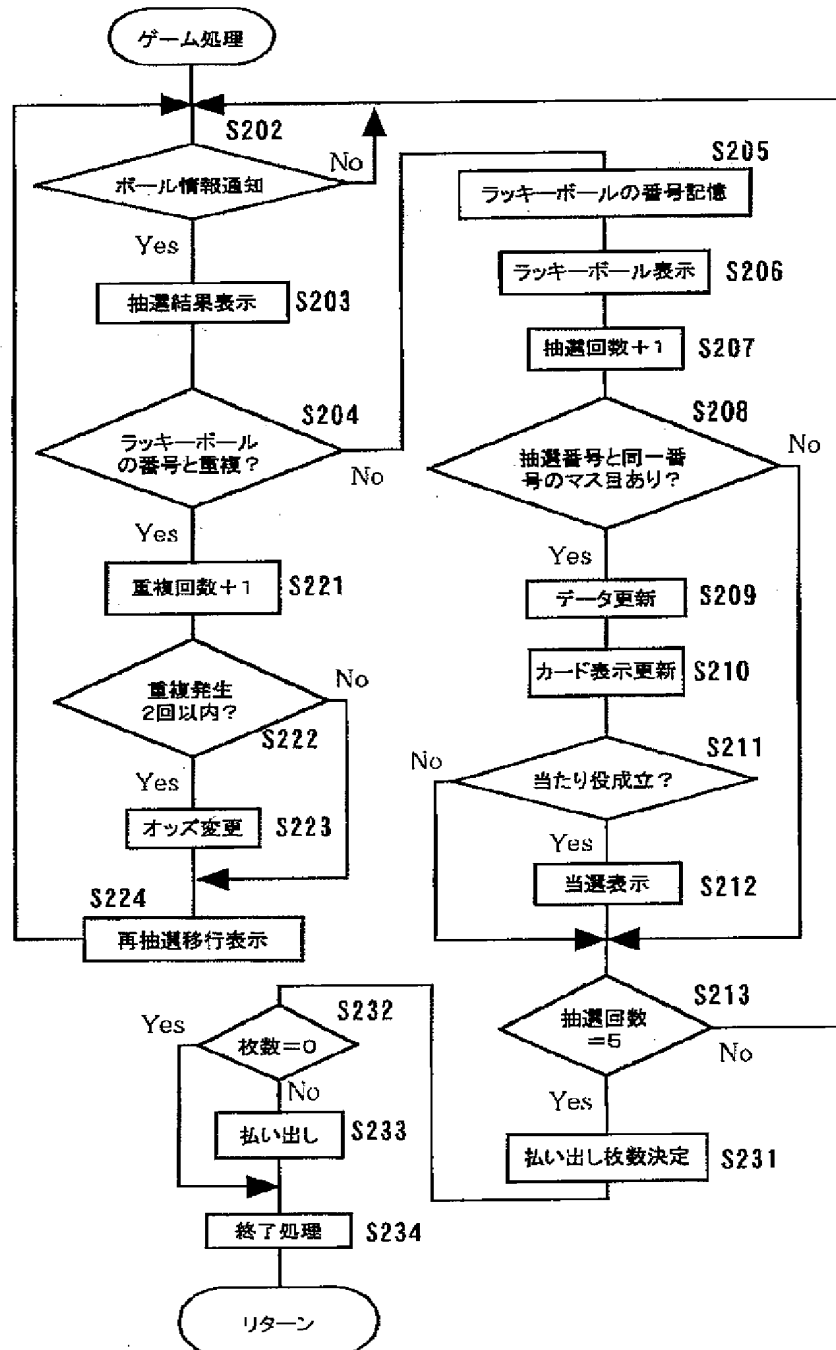 ゲーム処理
S202
ボール情報通知
No
Yes
抽選結果表示
S203
S204
ラッキーボール
の番号と重複？
No
Yes
重複回数＋1
S221
重複発生
2回以内？
No
S222
Yes
オッズ変更
S223
S224
再抽選移行表示
S205
ラッキーボールの番号記憶
ラッキーボール表示
S206
抽選回数＋1
S207
S208
抽選番号と同一番
号のマス目あり？
No
Yes
データ更新
S209
カード表示更新
S210
S211
当たり役成立？
No
Yes
当選表示
S212
S213
抽選回数
＝5
No
Yes
払い出し枚数決定
S231
S232
枚数＝0
Yes
No
払い出し
S233
終了処理
S234
リターン